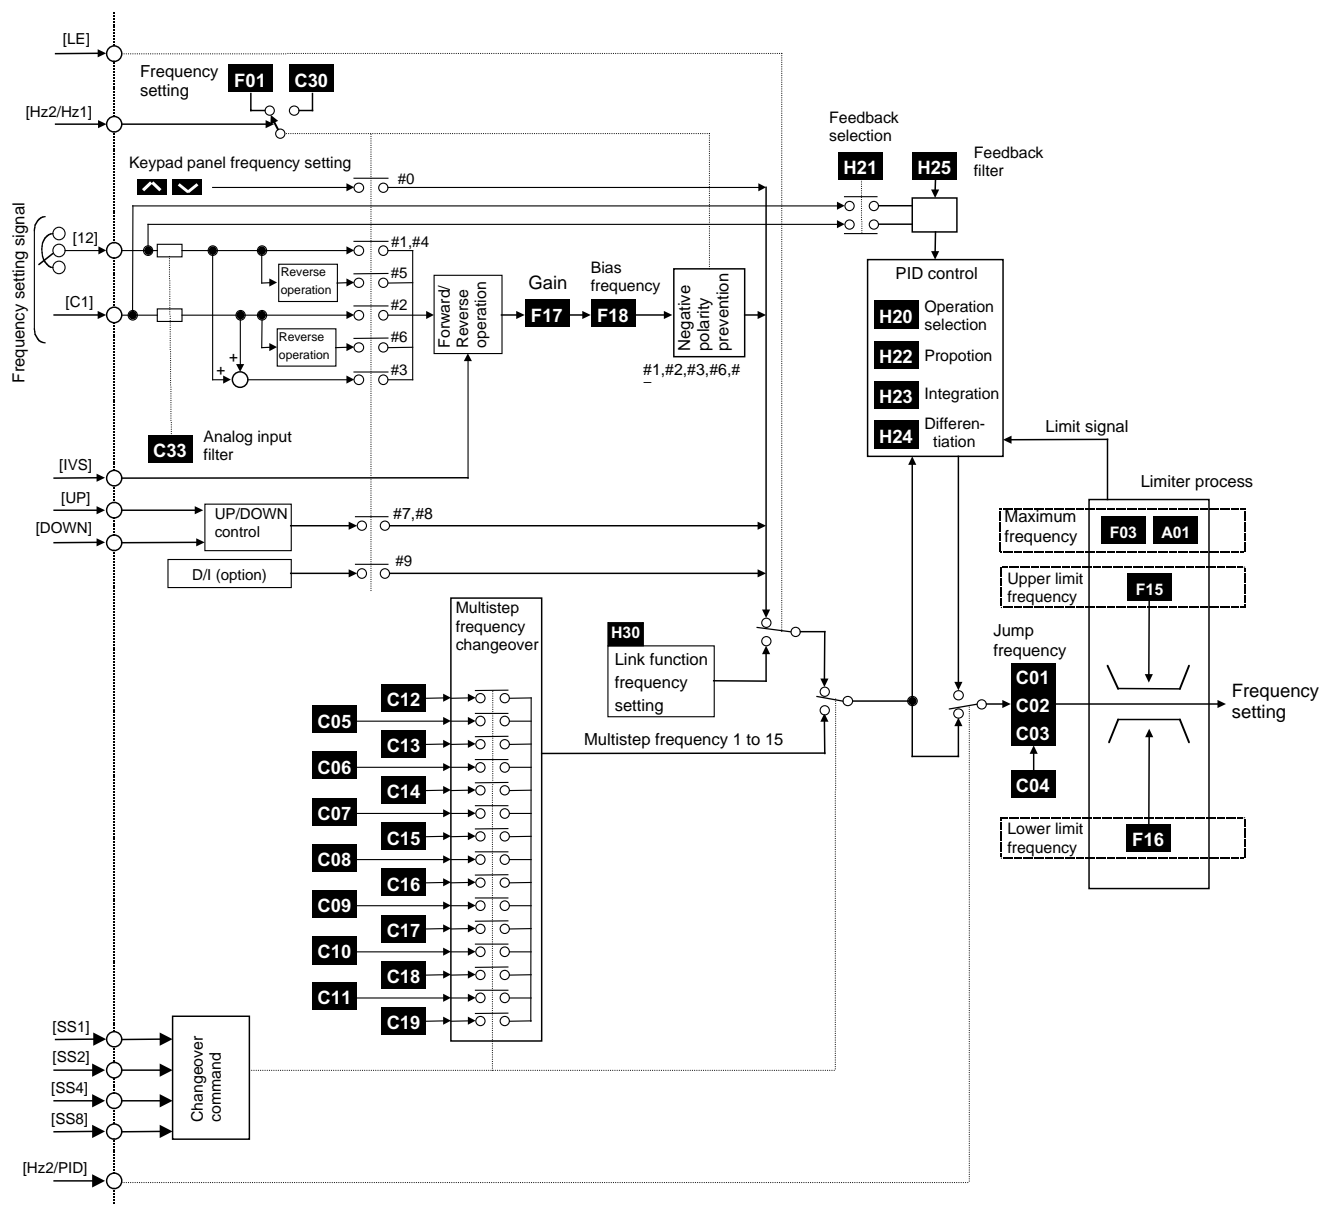 [LE]
Frequency
setting
F01
C30
[Hz2/Hz1]
Feedback
selection
H21
H25
Feedback
filter
Keypad panel frequency setting
#0
Frequency setting signal
[12]
#1,#4
Reverse
operation
#5
[C1]
#2
Reverse
operation
#6
+
+
#3
Forward/
Reverse
operation
Gain
F17
Bias
frequency
F18
Negative
polarity
prevention
#1,#2,#3,#6,#
PID control
H20
Operation
selection
H22
Propotion
H23
Integration
H24
Differen-
tiation
C33
Analog input
filter
[IVS]
[UP]
[DOWN]
UP/DOWN
control
#7,#8
D/I (option)
#9
Limit signal
Limiter process
Maximum
frequency
F03
A01
Upper limit
frequency
F15
Multistep
frequency
changeover
H30
Link function
frequency
setting
Jump
frequency
C01
C02
C03
C04
Frequency
setting
Multistep frequency 1 to 15
Lower limit
frequency
F16
C12
C05
C13
C06
C14
C07
C15
C08
C16
C09
C17
C10
C18
C11
C19
[SS1]
[SS2]
[SS4]
[SS8]
Changeover
command
[Hz2/PID]